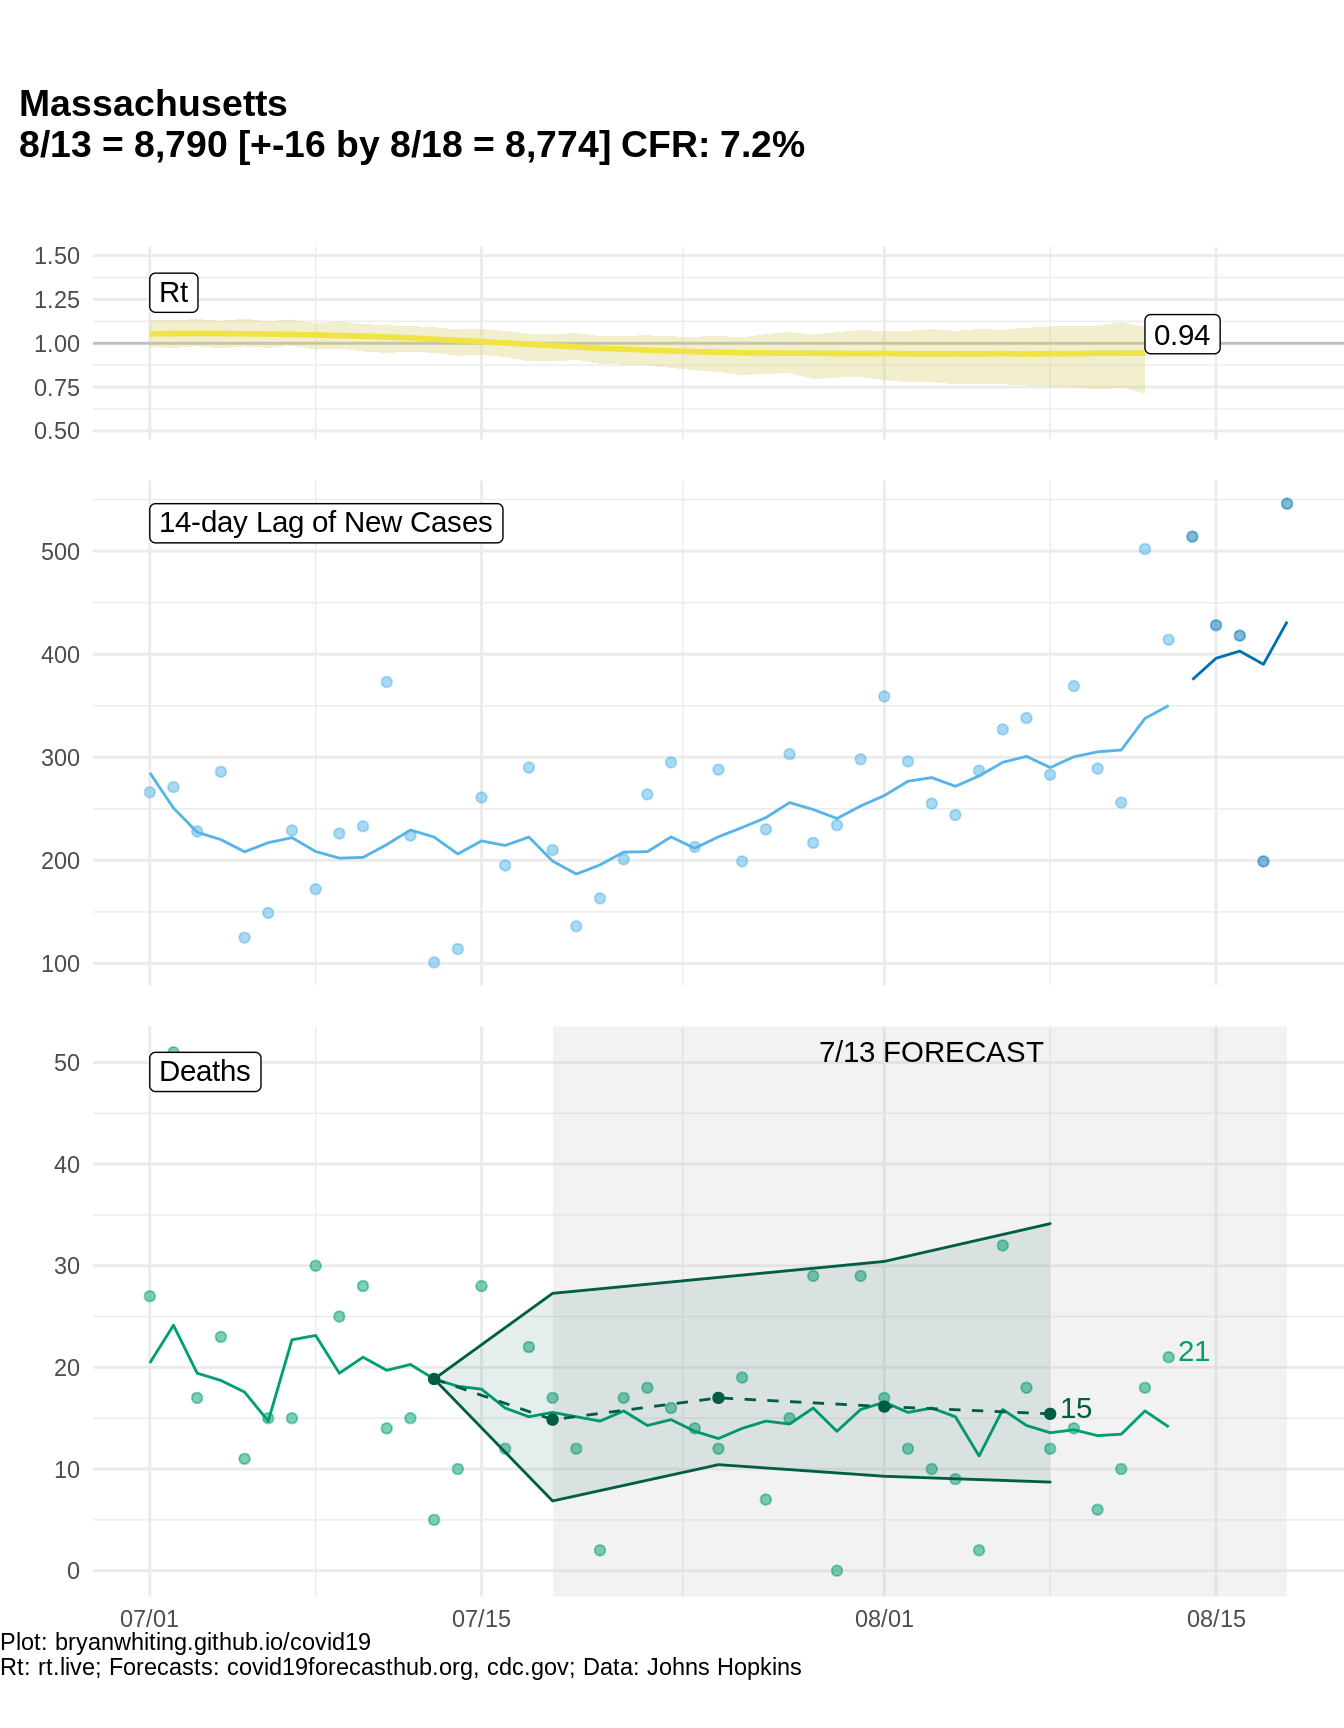 Massachusetts
8/13 = 8,790 [+-16 by 8/18 = 8,774] CFR: 7.2%
1.50
1.25
1.00
0.75
0.50
Rt
0.94
14-day Lag of New Cases
500
400
300
200
100
7/13 FORECAST
Deaths
50
40
30
20
10
0
21
15
07/01
07/15
08/01
08/15
Plot: bryanwhiting.github.io/covid19
Rt: rt.live; Forecasts: covid19forecasthub.org, cdc.gov; Data: Johns Hopkins